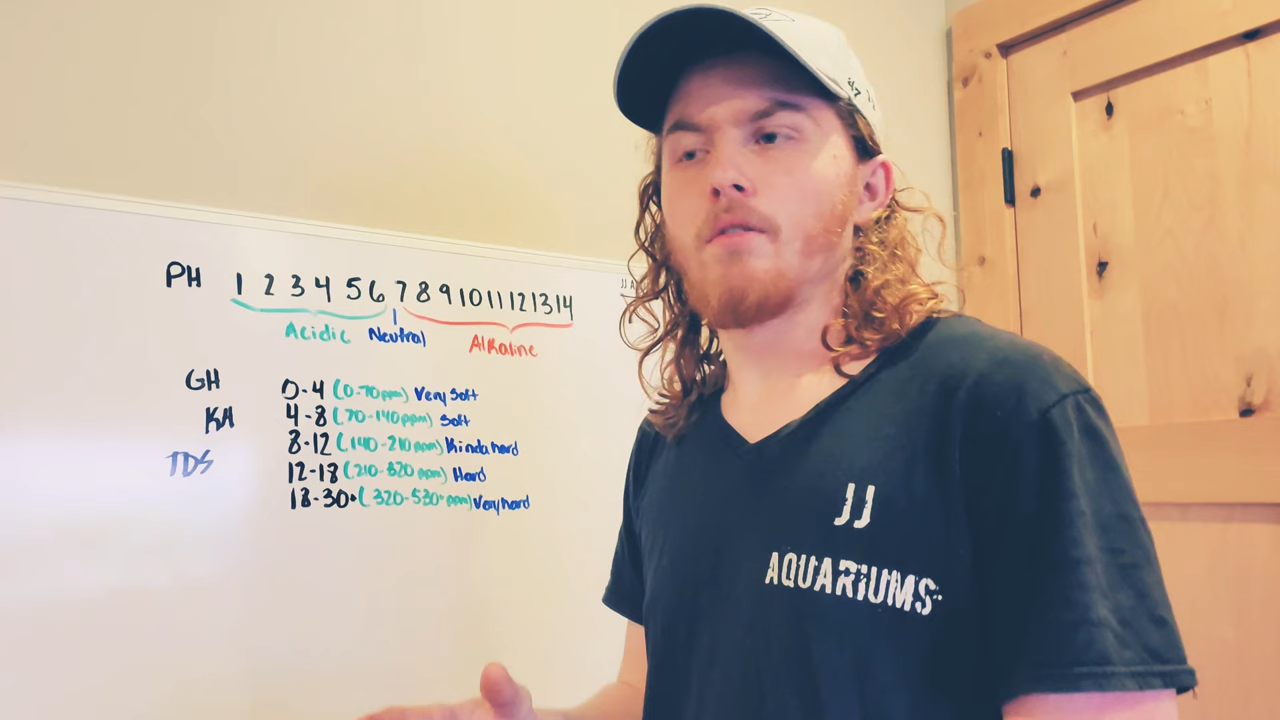 PH 1 2 3 4 5 6 7 8 9 10 11 12 13 14
Acidic Neutral Alkaline
GH
KH
TDS
0-4 (0-70ppm) Very Soft
4-8 (70-140ppm) Soft
8-12 (140-210ppm) Kinda hard
12-18 (210-320ppm) Hard
18-30+ (320-530+ppm) Very hard
JJ
AQUARIUMS